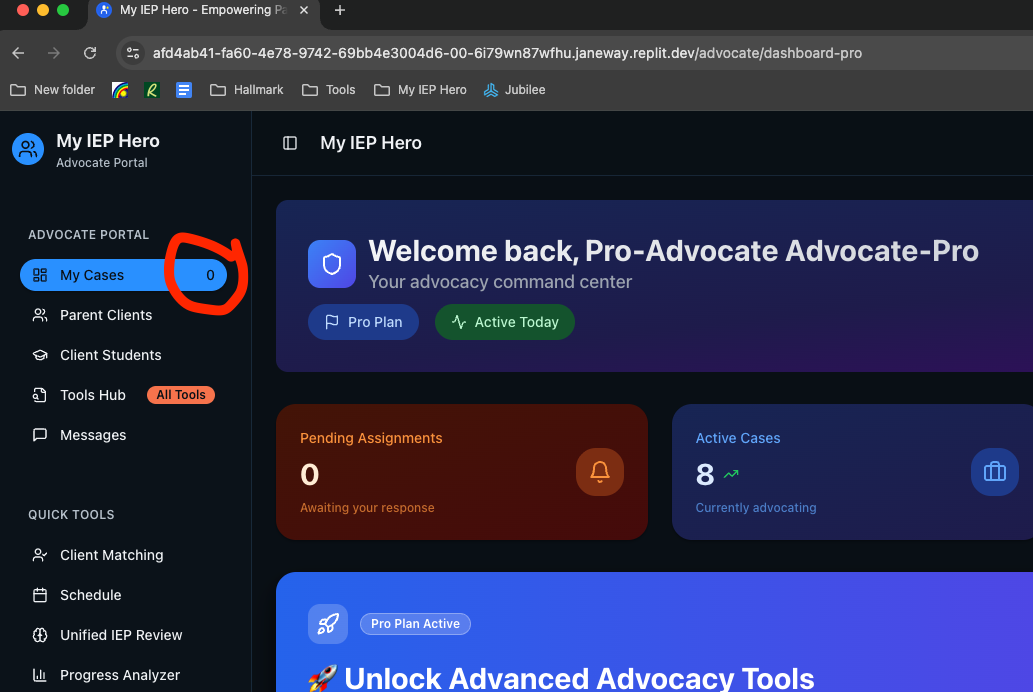 My IEP Hero - Empowering Pa
afd4ab41-fa60-4e78-9742-69bb4e3004d6-00-6i79wn87wfhu.janeway.replit.dev/advocate/dashboard-pro
New folder
Hallmark
Tools
My IEP Hero
Jubilee
My IEP Hero
Advocate Portal
ADVOCATE PORTAL
My Cases 0
Parent Clients
Client Students
Tools Hub All Tools
Messages
QUICK TOOLS
Client Matching
Schedule
Unified IEP Review
Progress Analyzer
My IEP Hero
Welcome back, Pro-Advocate Advocate-Pro
Your advocacy command center
Pro Plan
Active Today
Pending Assignments
0
Awaiting your response
Active Cases
8
Currently advocating
Pro Plan Active
🚀 Unlock Advanced Advocacy Tools